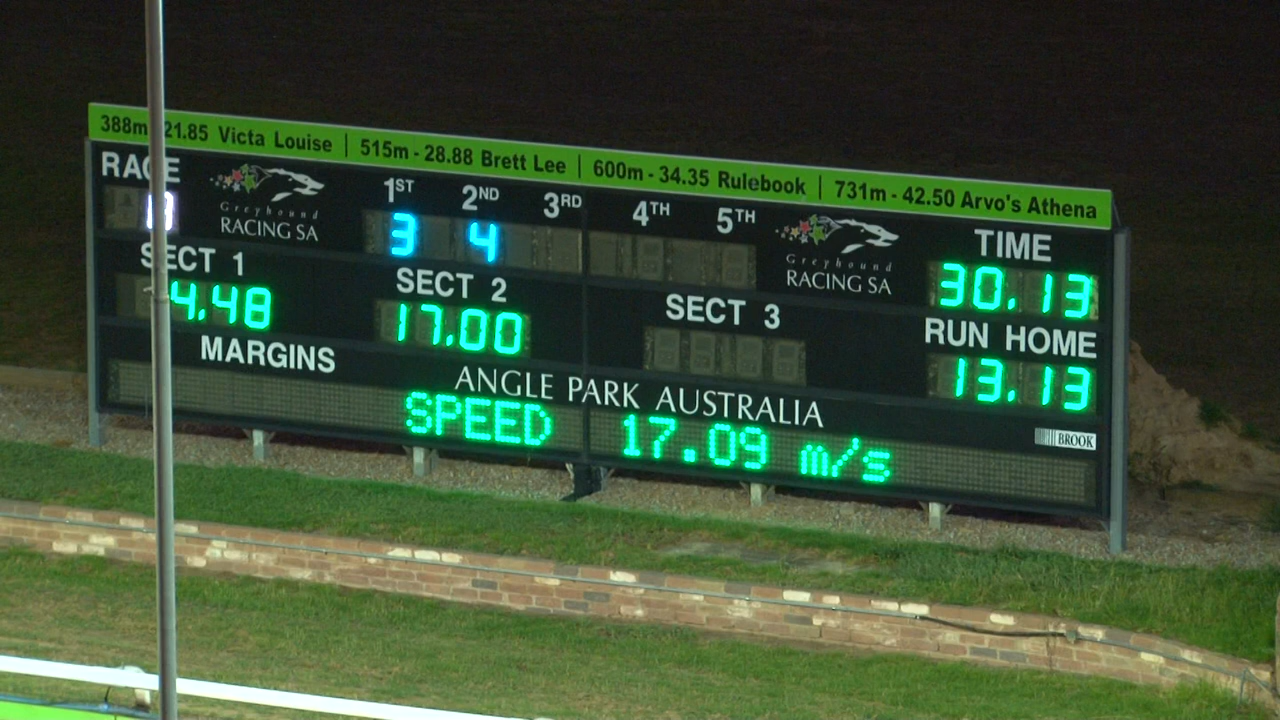 388m 21.85 Victa Louise | 515m - 28.88 Brett Lee | 600m - 34.35 Rulebook | 731m - 42.50 Arvo's Athena
RACE
Greyhound
RACING SA
1ST 2ND 3RD 4TH 5TH
3 4
Greyhound
RACING SA
TIME
30.13
SECT 1
4.48
SECT 2
17.00
SECT 3
RUN HOME
13.13
MARGINS
ANGLE PARK AUSTRALIA
BROOK
SPEED 17.09 m/s